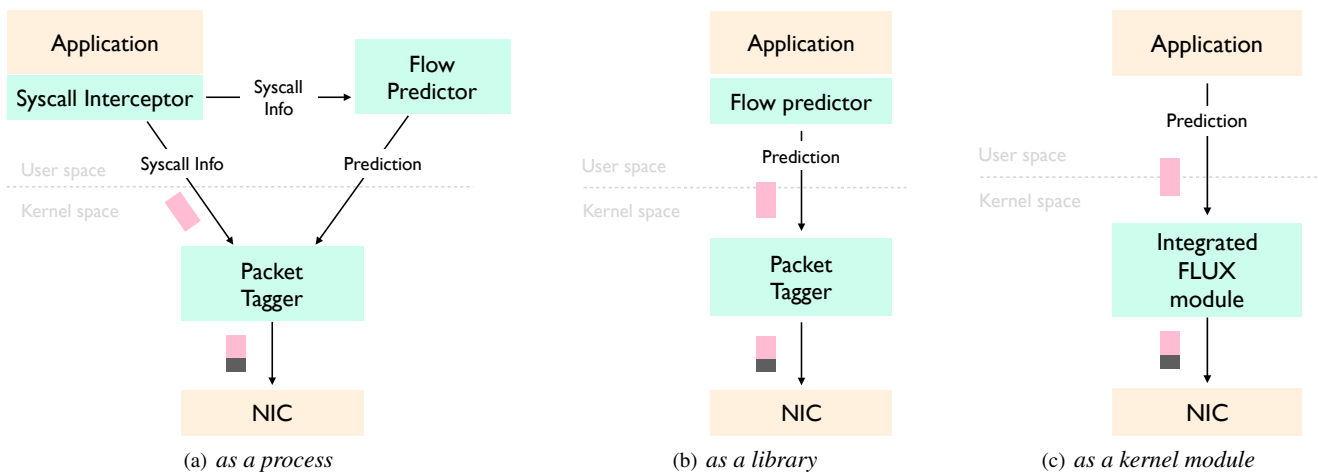 Application
Syscall Interceptor
Syscall
Info
Flow
Predictor
Syscall Info
Prediction
User space
Kernel space
Packet
Tagger
NIC
(a) as a process
Application
Flow predictor
Prediction
User space
Kernel space
Packet
Tagger
NIC
(b) as a library
Application
Prediction
User space
Kernel space
Integrated
FLUX
module
NIC
(c) as a kernel module